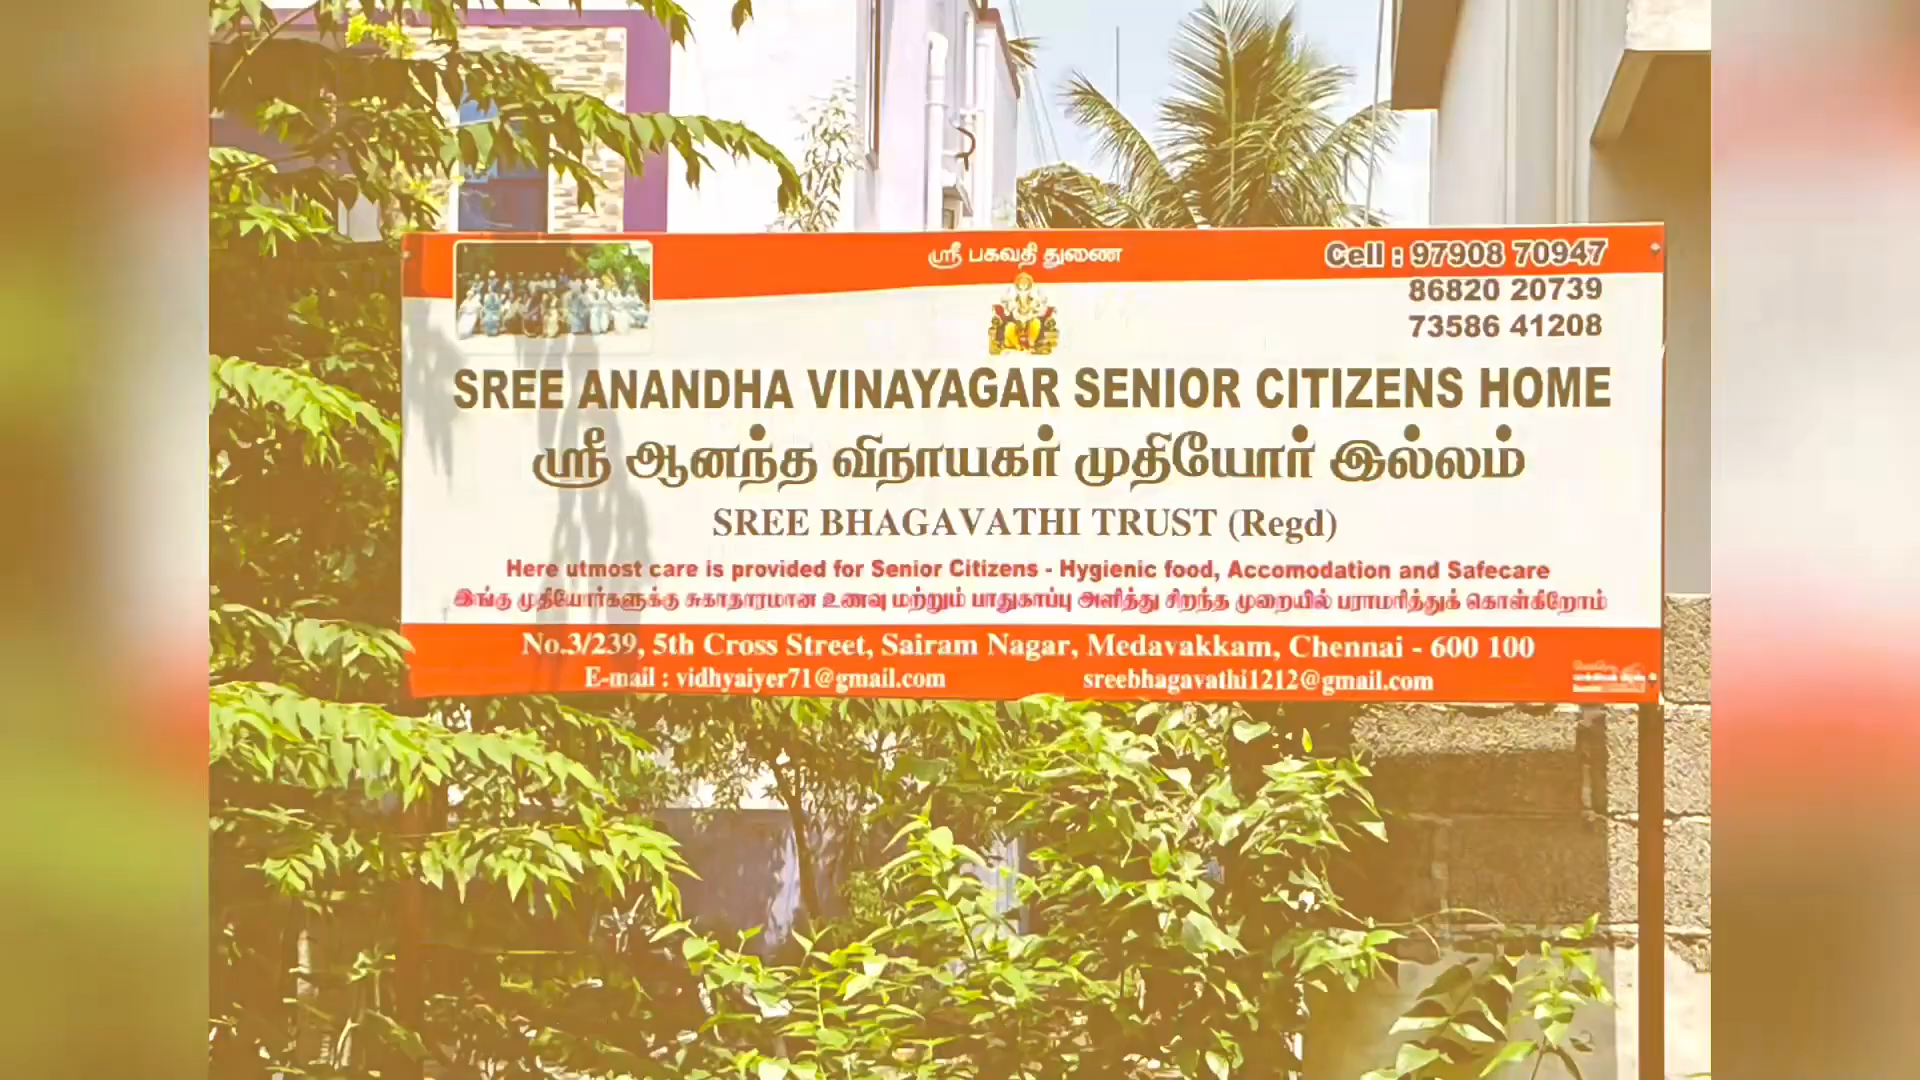 ஸ்ரீ பகவதி துணை
Cell : 97908 70947
86820 20739
73586 41208
SREE ANANDHA VINAYAGAR SENIOR CITIZENS HOME
ஸ்ரீ ஆனந்த விநாயகர் முதியோர் இல்லம்
SREE BHAGAVATHI TRUST (Regd)
Here utmost care is provided for Senior Citizens - Hygienic food, Accomodation and Safecare
இங்கு முதியோர்களுக்கு சுகாதாரமான உணவு மற்றும் பாதுகாப்பு அளித்து சிறந்த முறையில் பராமரித்துக் கொள்கிறோம்
No.3/239, 5th Cross Street, Sairam Nagar, Medavakkam, Chennai - 600 100
E-mail : vidhyaiyer71@gmail.com sreebhagavathi1212@gmail.com